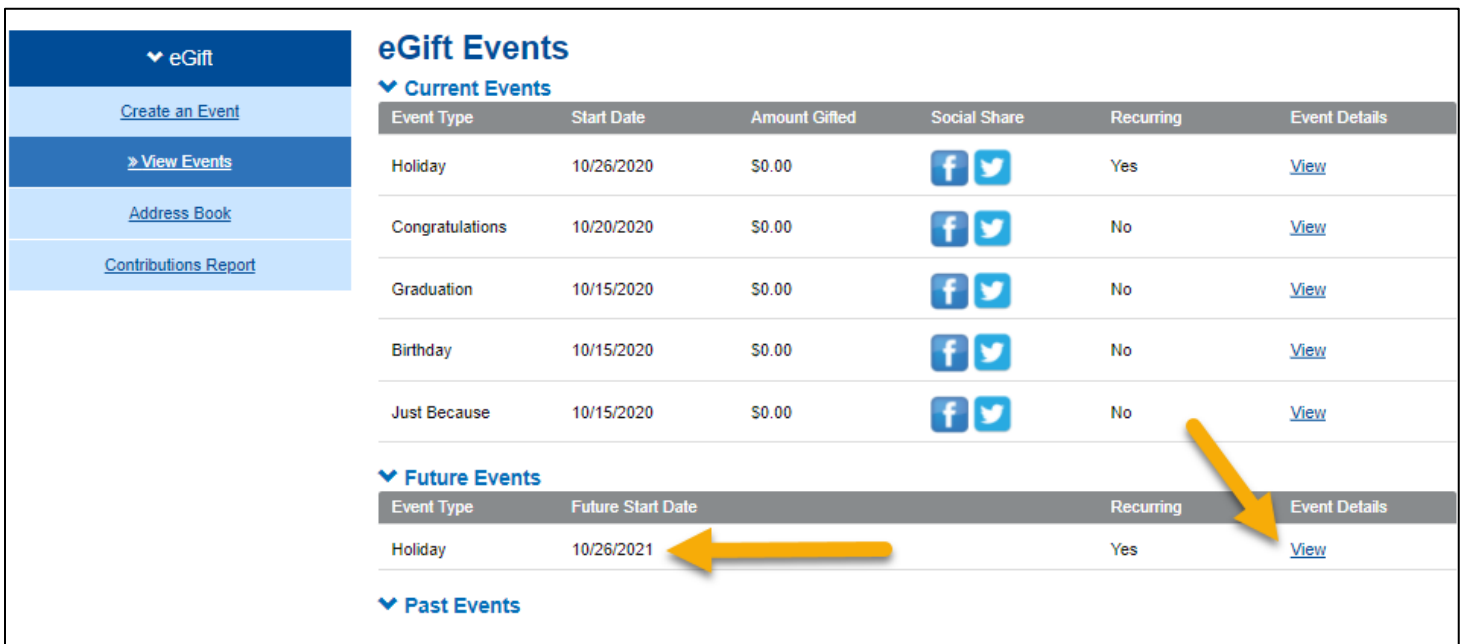 eGift
Create an Event
» View Events
Address Book
Contributions Report
eGift Events
Current Events
Event Type Start Date Amount Gifted Social Share Recurring Event Details
Holiday 10/26/2020 $0.00 Yes View
Congratulations 10/20/2020 $0.00 No View
Graduation 10/15/2020 $0.00 No View
Birthday 10/15/2020 $0.00 No View
Just Because 10/15/2020 $0.00 No View
Future Events
Event Type Future Start Date Recurring Event Details
Holiday 10/26/2021 Yes View
Past Events